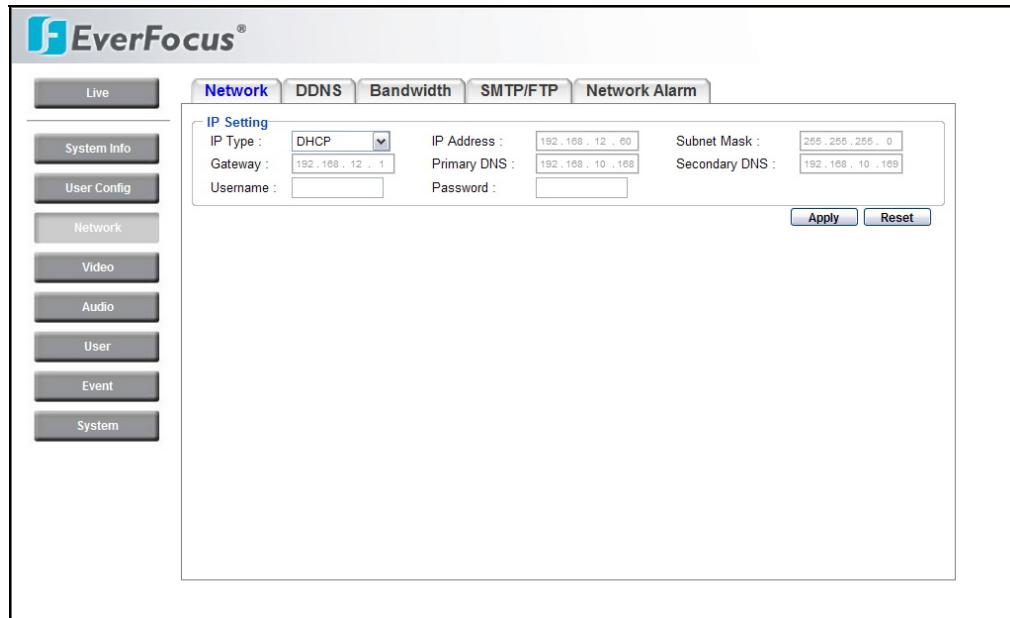 EverFocus®
Live
System Info
User Config
Network
Video
Audio
User
Event
System
Network DDNS Bandwidth SMTP/FTP Network Alarm
IP Setting
IP Type : DHCP IP Address : 192 . 168 . 12 . 60 Subnet Mask : 255 . 255 . 255 . 0
Gateway : 192 . 168 . 12 . 1 Primary DNS : 192 . 168 . 10 . 168 Secondary DNS : 192 . 168 . 10 . 169
Username : Password :
Apply Reset